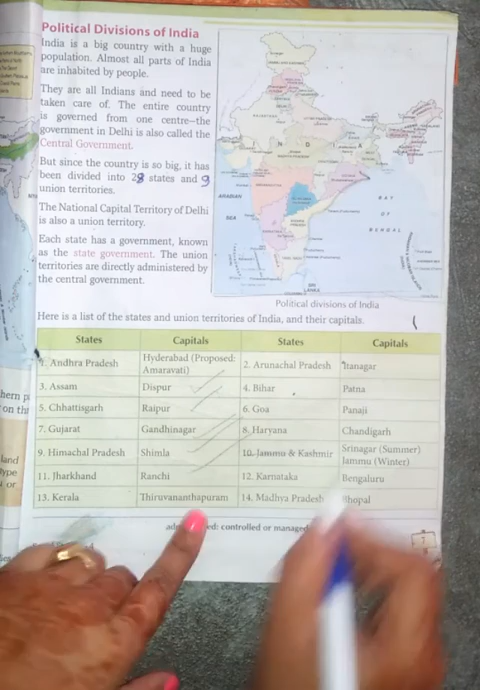 Political Divisions of India
India is a big country with a huge
population. Almost all parts of India
are inhabited by people.
They are all Indians and need to be
taken care of. The entire country
is governed from one centre–the
government in Delhi is also called the
Central Government.
But since the country is so big, it has
been divided into 28 states and 9
union territories.
The National Capital Territory of Delhi
is also a union territory.
Each state has a government, known
as the state government. The union
territories are directly administered by
the central government.
ARABIAN
SEA
BAY
OF
BENGAL
SRI
LANKA
Political divisions of India
Here is a list of the states and union territories of India, and their capitals.
States Capitals States Capitals
1. Andhra Pradesh Hyderabad (Proposed: Amaravati) 2. Arunachal Pradesh Itanagar
3. Assam Dispur 4. Bihar Patna
5. Chhattisgarh Raipur 6. Goa Panaji
7. Gujarat Gandhinagar 8. Haryana Chandigarh
9. Himachal Pradesh Shimla 10. Jammu & Kashmir Srinagar (Summer) Jammu (Winter)
11. Jharkhand Ranchi 12. Karnataka Bengaluru
13. Kerala Thiruvananthapuram 14. Madhya Pradesh Bhopal
controlled or managed